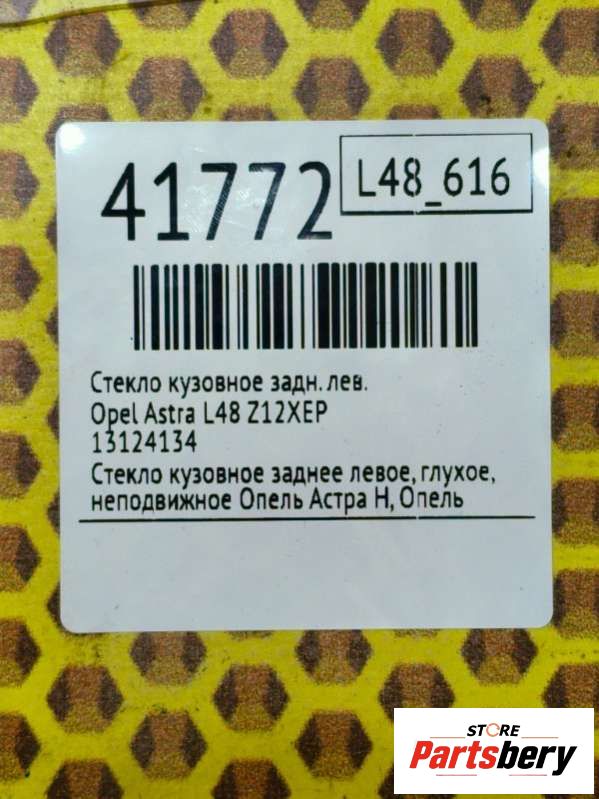 41772
L48_616
Стекло кузовное задн. лев.
Opel Astra L48 Z12XEP
13124134
Стекло кузовное заднее левое, глухое,
неподвижное Опель Астра H, Опель
STORE
Partsbery